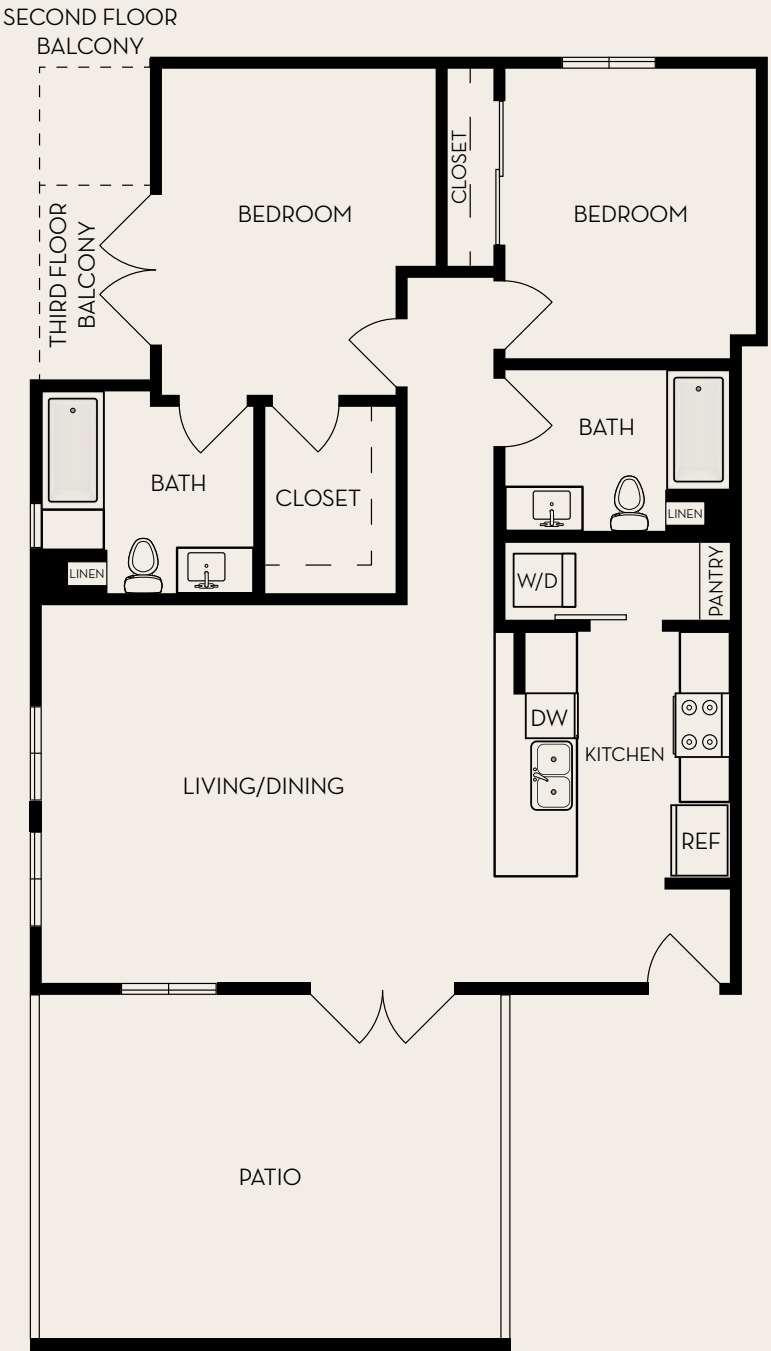 SECOND FLOOR
BALCONY
THIRD FLOOR
BALCONY
BEDROOM
CLOSET
BEDROOM
BATH
CLOSET
LINEN
BATH
LINEN
W/D
PANTRY
DW
KITCHEN
REF
LIVING/DINING
PATIO